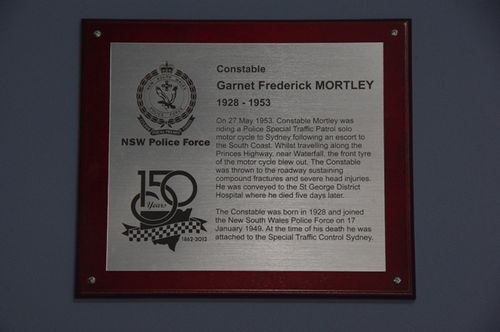 Constable
Garnet Frederick MORTLEY
1928 - 1953
NSW Police Force
150
Years
1862-2012
On 27 May 1953, Constable Mortley was
riding a Police Special Traffic Patrol solo
motor cycle to Sydney following an escort to
the South Coast. Whilst travelling along the
Princes Highway, near Waterfall, the front tyre
of the motor cycle blew out. The Constable
was thrown to the roadway sustaining
compound fractures and severe head injuries.
He was conveyed to the St George District
Hospital where he died five days later.
The Constable was born in 1928 and joined
the New South Wales Police Force on 17
January 1949. At the time of his death he was
attached to the Special Traffic Control Sydney.